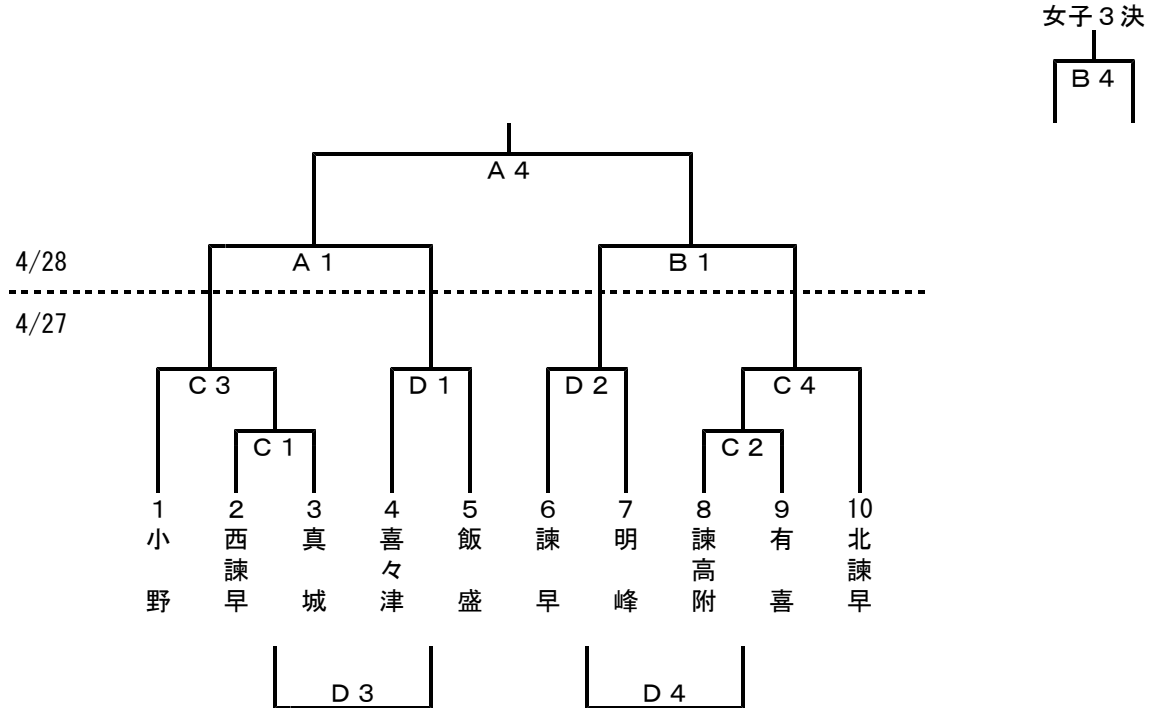 女子３決
Ｂ４
Ａ４
4/28
Ａ１
Ｂ１
4/27
Ｃ３
Ｄ１
Ｄ２
Ｃ４
Ｃ１
Ｃ２
1
小野
2
西諫早
3
真城
4
喜々津
5
飯盛
6
諫早
7
明峰
8
諫高附
9
有喜
10
北諫早
Ｄ３
Ｄ４